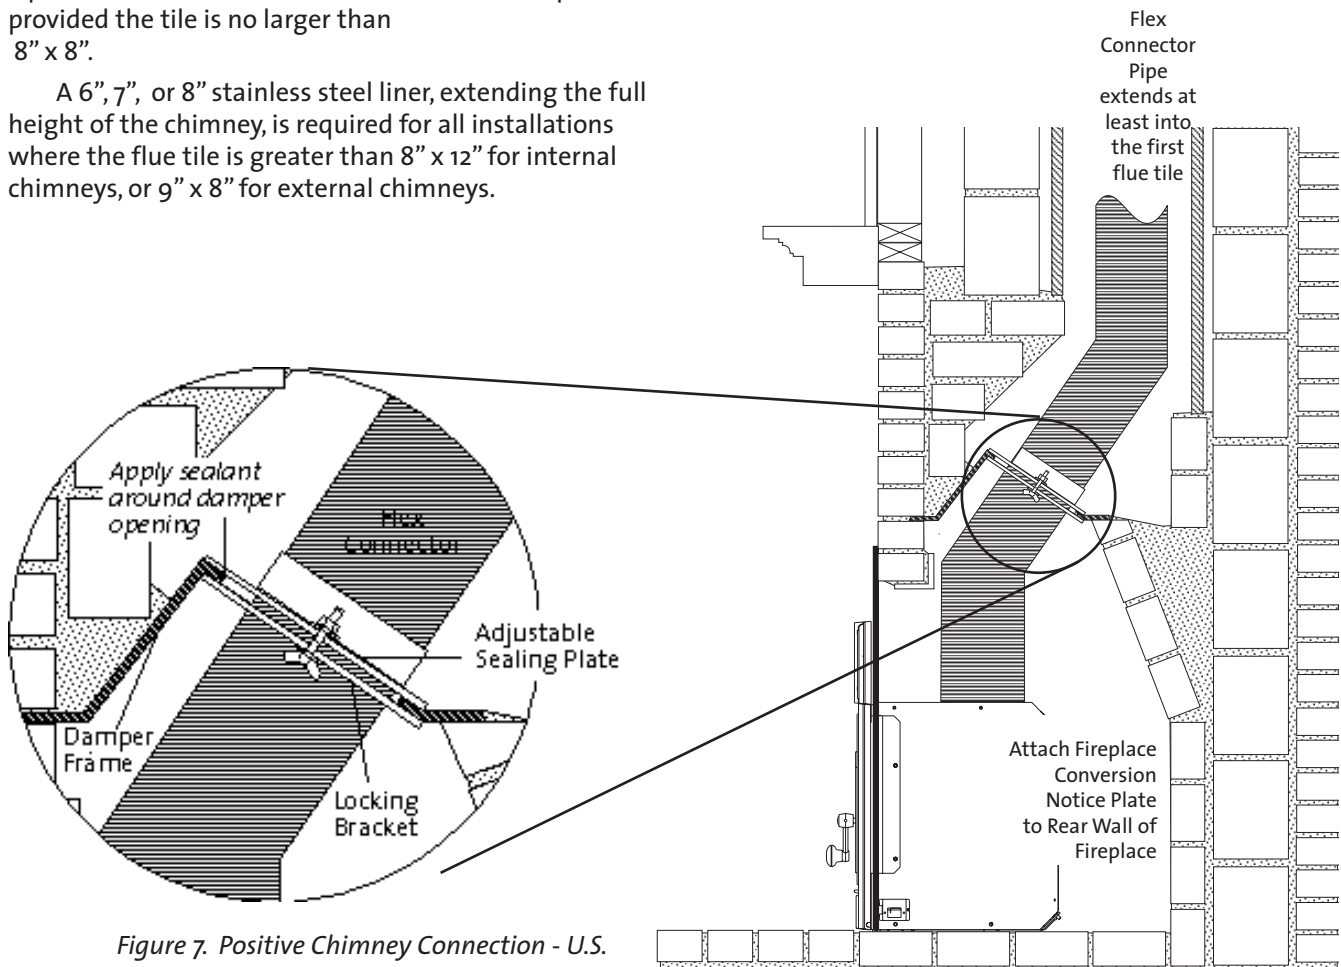 provided the tile is no larger than
8” x 8”.
A 6”, 7”, or 8” stainless steel liner, extending the full
height of the chimney, is required for all installations
where the flue tile is greater than 8” x 12” for internal
chimneys, or 9” x 8” for external chimneys.
Flex
Connector
Pipe
extends at
least into
the first
flue tile
Apply sealant
around damper
opening
Flex
Connector
Adjustable
Sealing Plate
Damper
Frame
Locking
Bracket
Attach Fireplace
Conversion
Notice Plate
to Rear Wall of
Fireplace
Figure 7. Positive Chimney Connection - U.S.